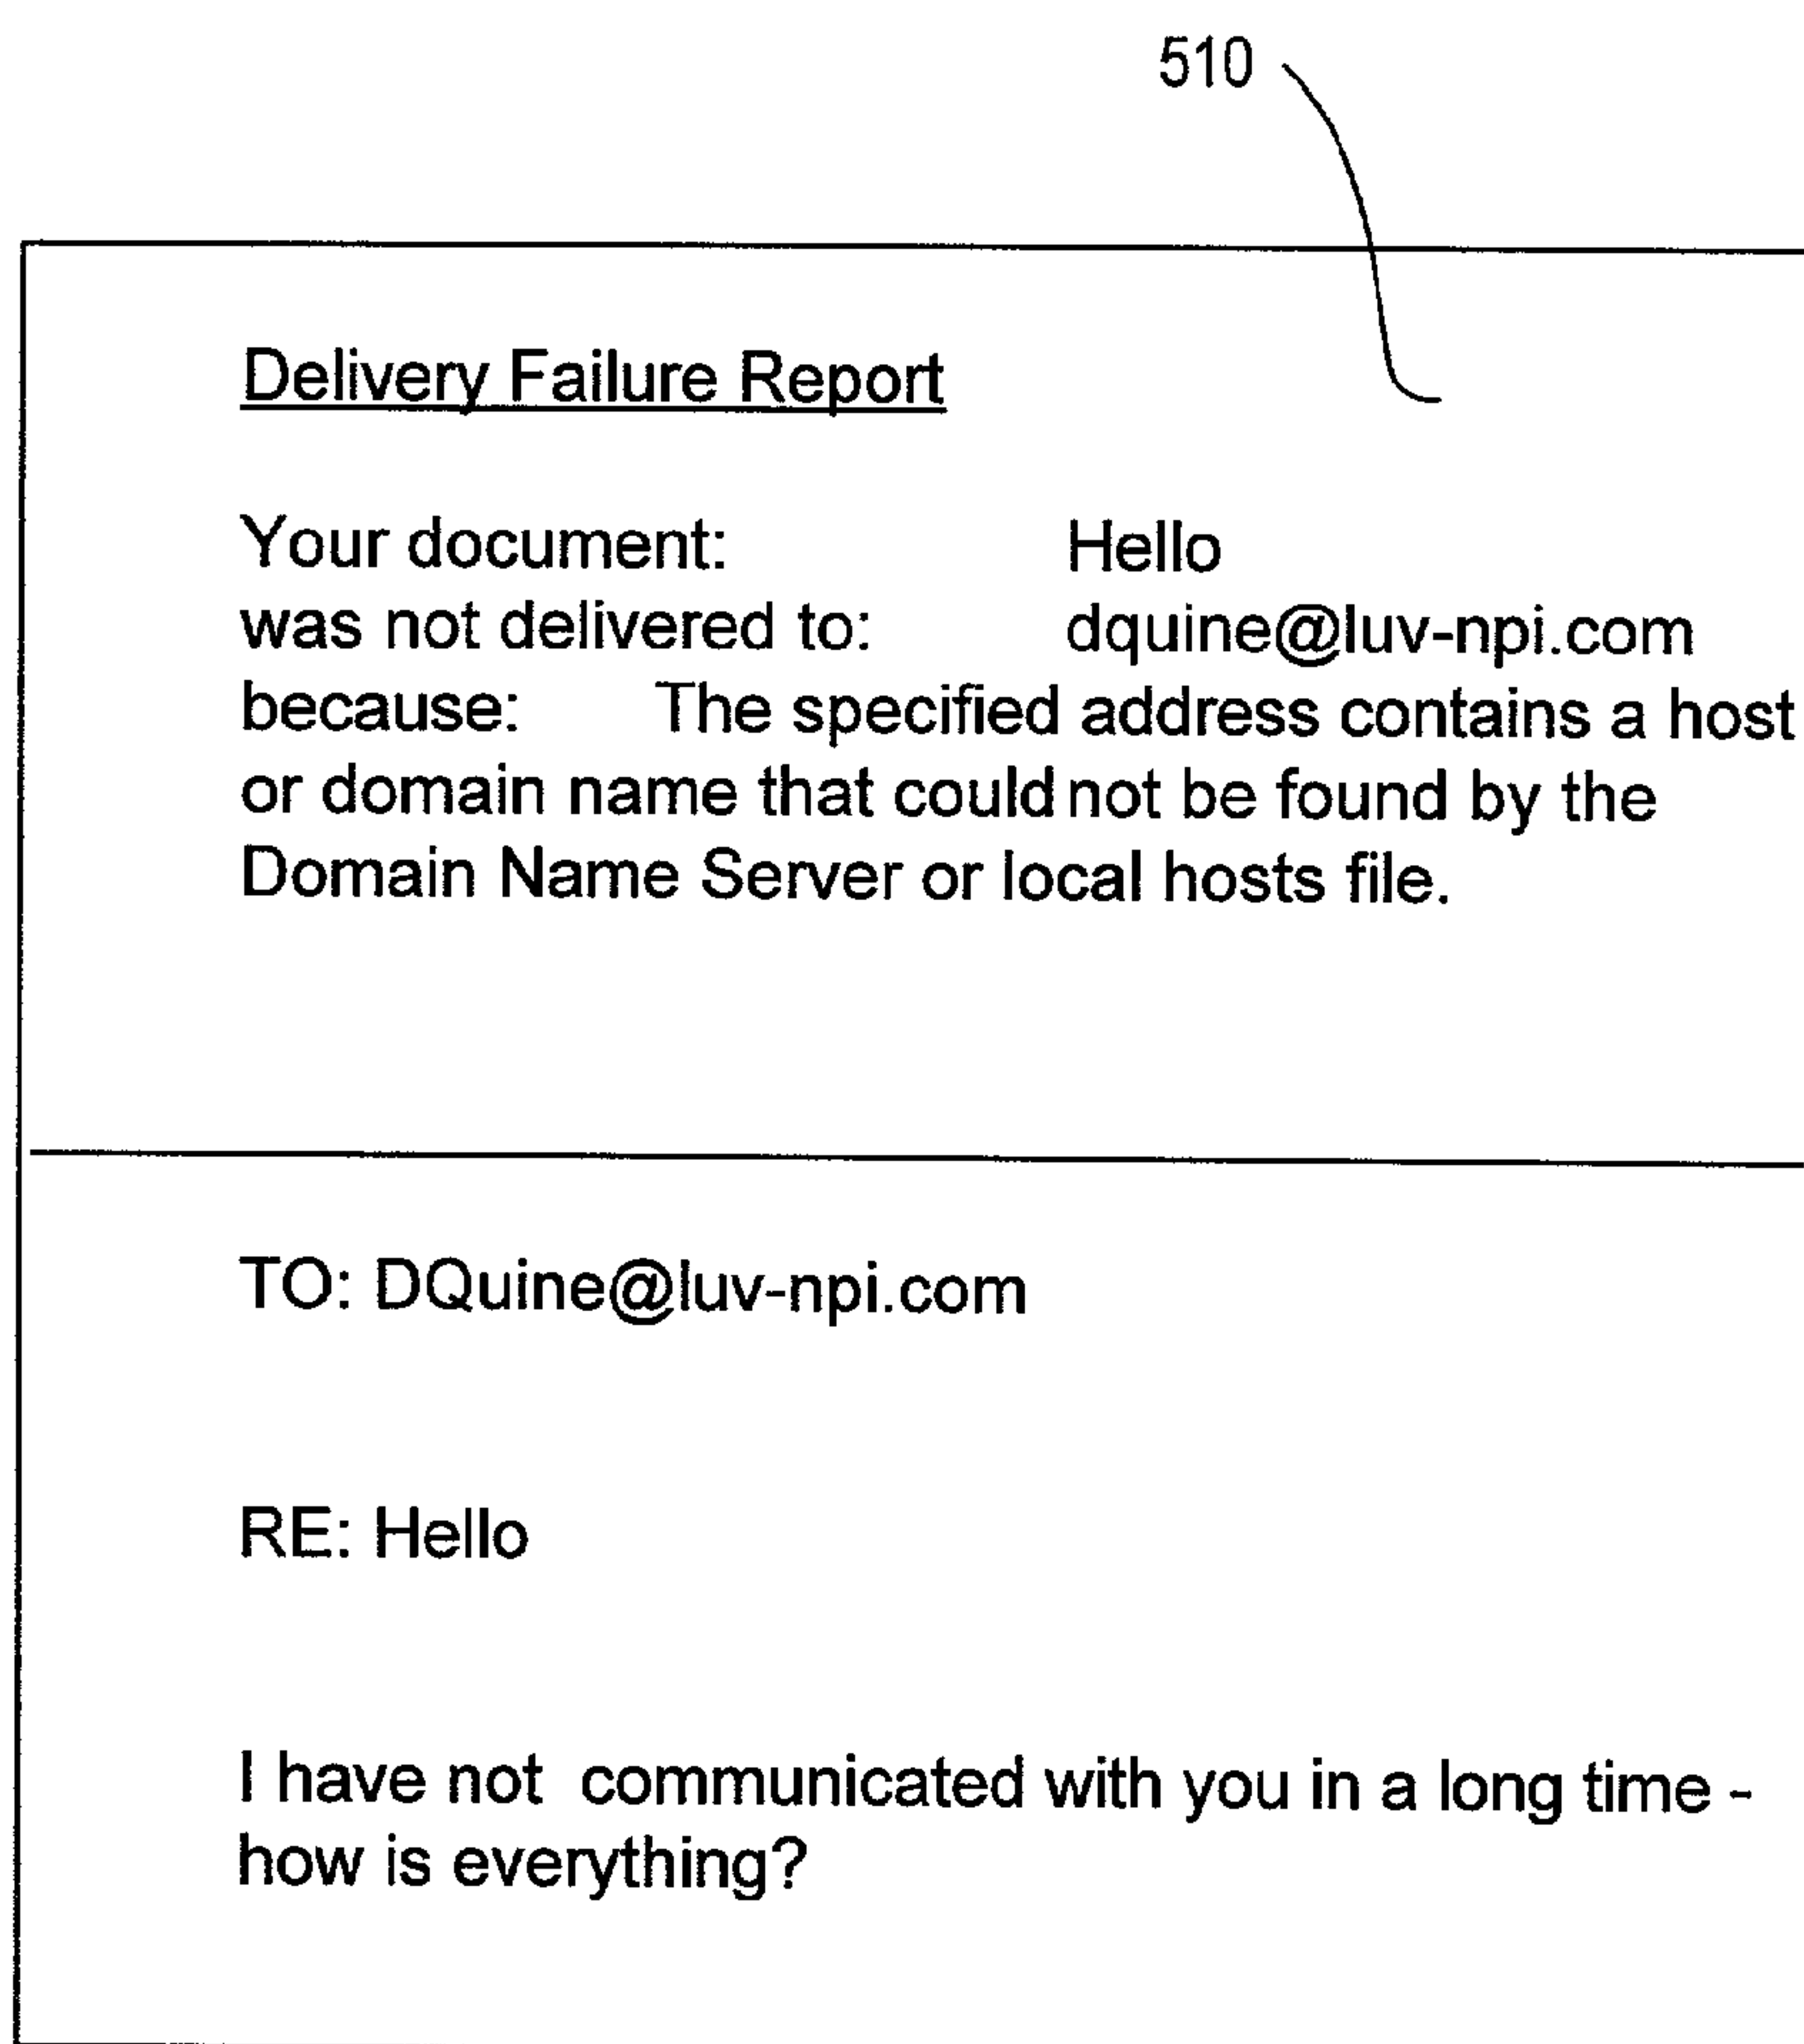 510
Delivery Failure Report
Your document: Hello
was not delivered to: dquine@luv-npi.com
because: The specified address contains a host
or domain name that could not be found by the
Domain Name Server or local hosts file.
TO: DQuine@luv-npi.com
RE: Hello
I have not communicated with you in a long time -
how is everything?